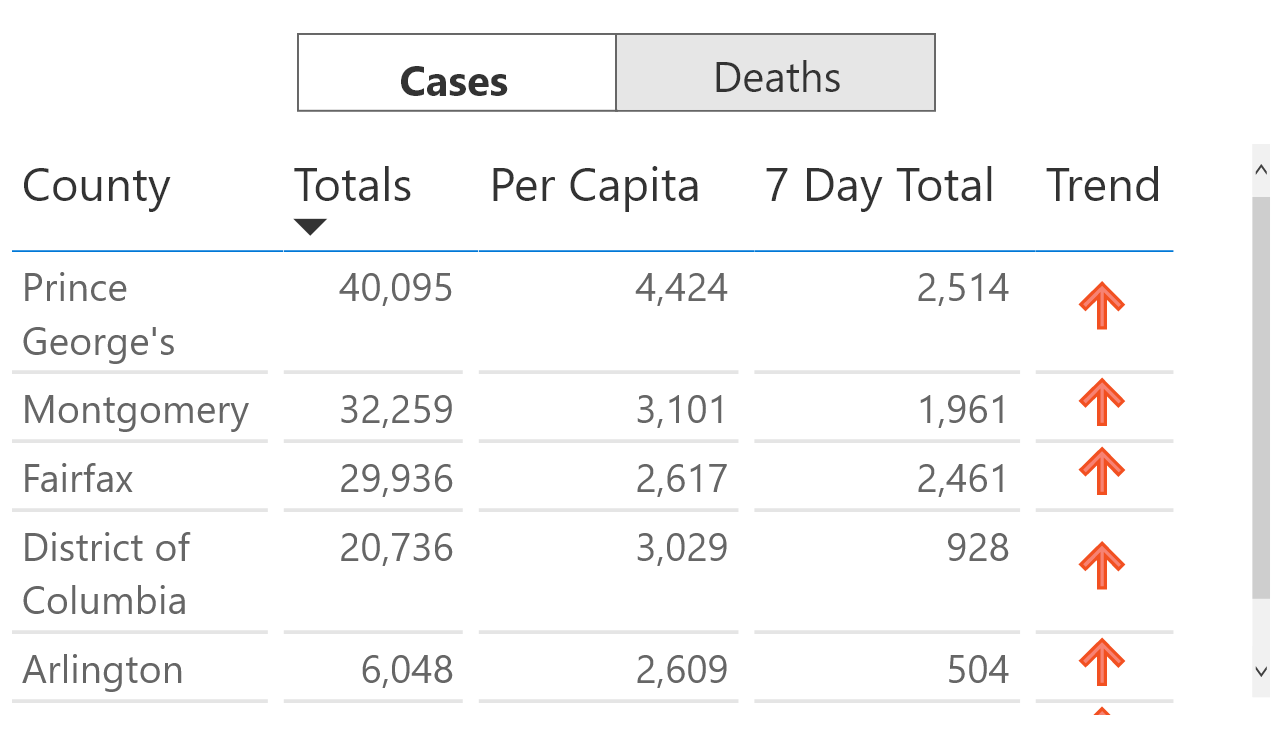 Cases Deaths
County Totals Per Capita 7 Day Total Trend
Prince 40,095 4,424 2,514
George's
Montgomery 32,259 3,101 1,961
Fairfax 29,936 2,617 2,461
District of 20,736 3,029 928
Columbia
Arlington 6,048 2,609 504